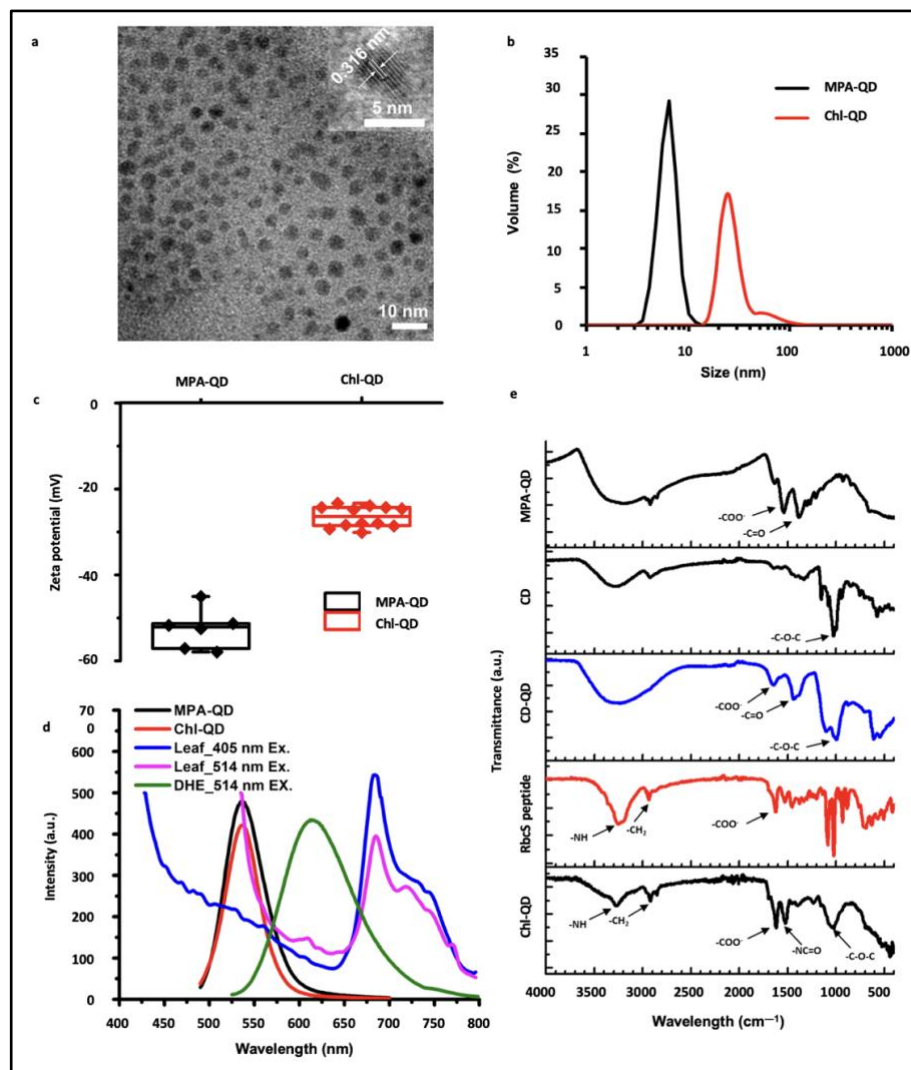 a
0.316 nm
5 nm
10 nm
b
MPA-QD
Chl-QD
Volume (%)
35
30
25
20
15
10
5
0
1
10
100
1000
Size (nm)
c
MPA-QD
Chl-QD
Zeta potential (mV)
0
-20
-40
-60
MPA-QD
Chl-QD
d
MPA-QD
Chl-QD
Leaf_405 nm Ex.
Leaf_514 nm Ex.
DHE_514 nm EX.
Intensity (a.u.)
70
0
600
500
400
300
200
100
0
400
450
500
550
600
650
700
750
800
Wavelength (nm)
e
Transmittance (a.u.)
MPA-QD
-COO-
-C=O
CD
-C-O-C
CD-QD
-COO-
-C=O
-C-O-C
RbcS peptide
-NH
-CH₂
-COO-
Chl-QD
-NH
-CH₂
-COO-
-NC=O
-C-O-C
4000
3500
3000
2500
2000
1500
1000
500
Wavelength (cm⁻¹)